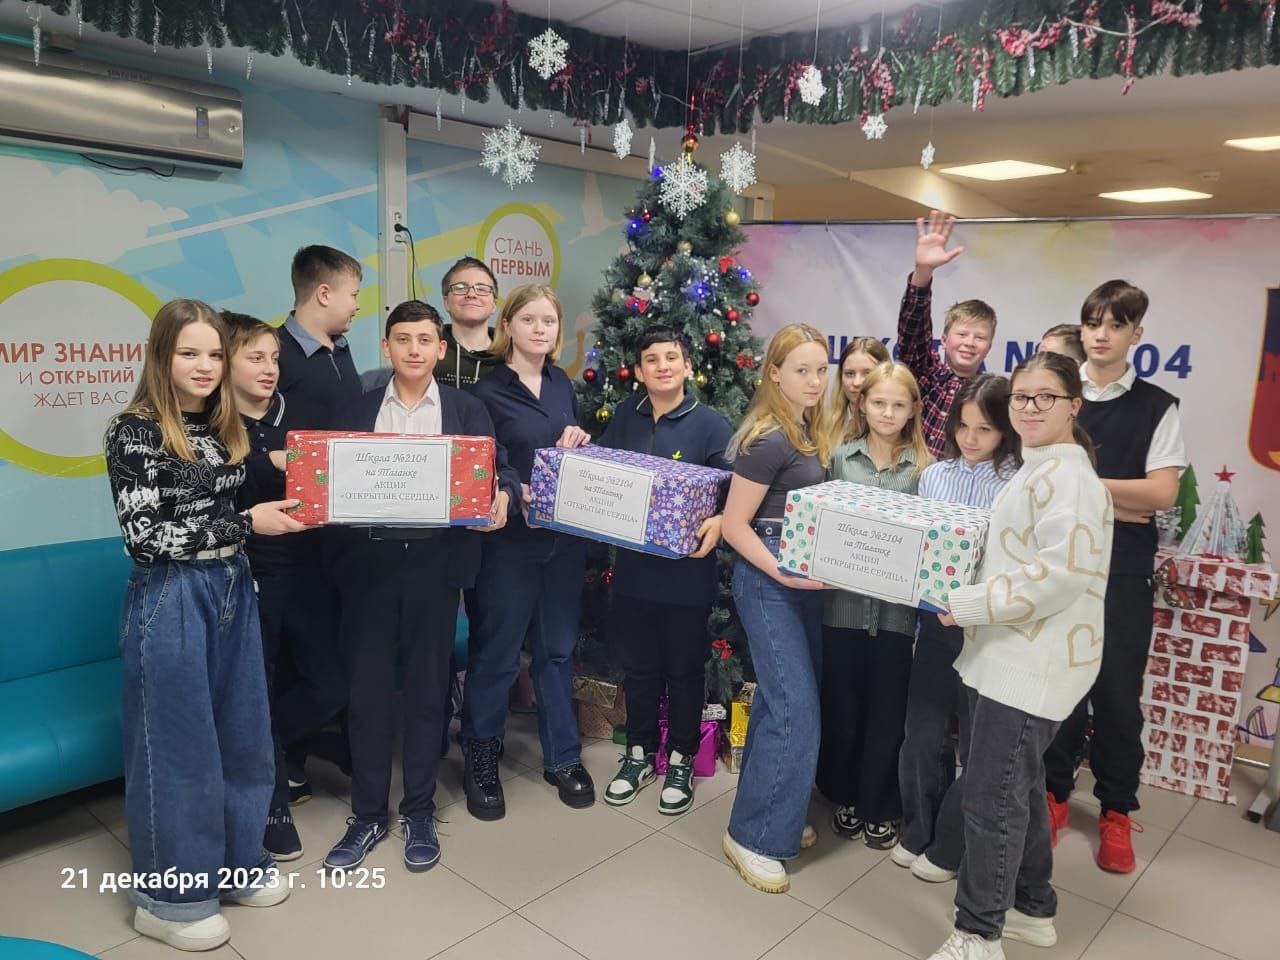 СТАНЬ
ПЕРВЫМ
МИР ЗНАНИЙ
И ОТКРЫТИЙ
ЖДЕТ ВАС
04
Школа №2104
на Таганке
АКЦИЯ
«ОТКРЫТЫЕ СЕРДЦА»
Школа №2104
на Таганке
АКЦИЯ
«ОТКРЫТЫЕ СЕРДЦА»
Школа №2104
на Таганке
АКЦИЯ
«ОТКРЫТЫЕ СЕРДЦА»
21 декабря 2023 г. 10:25